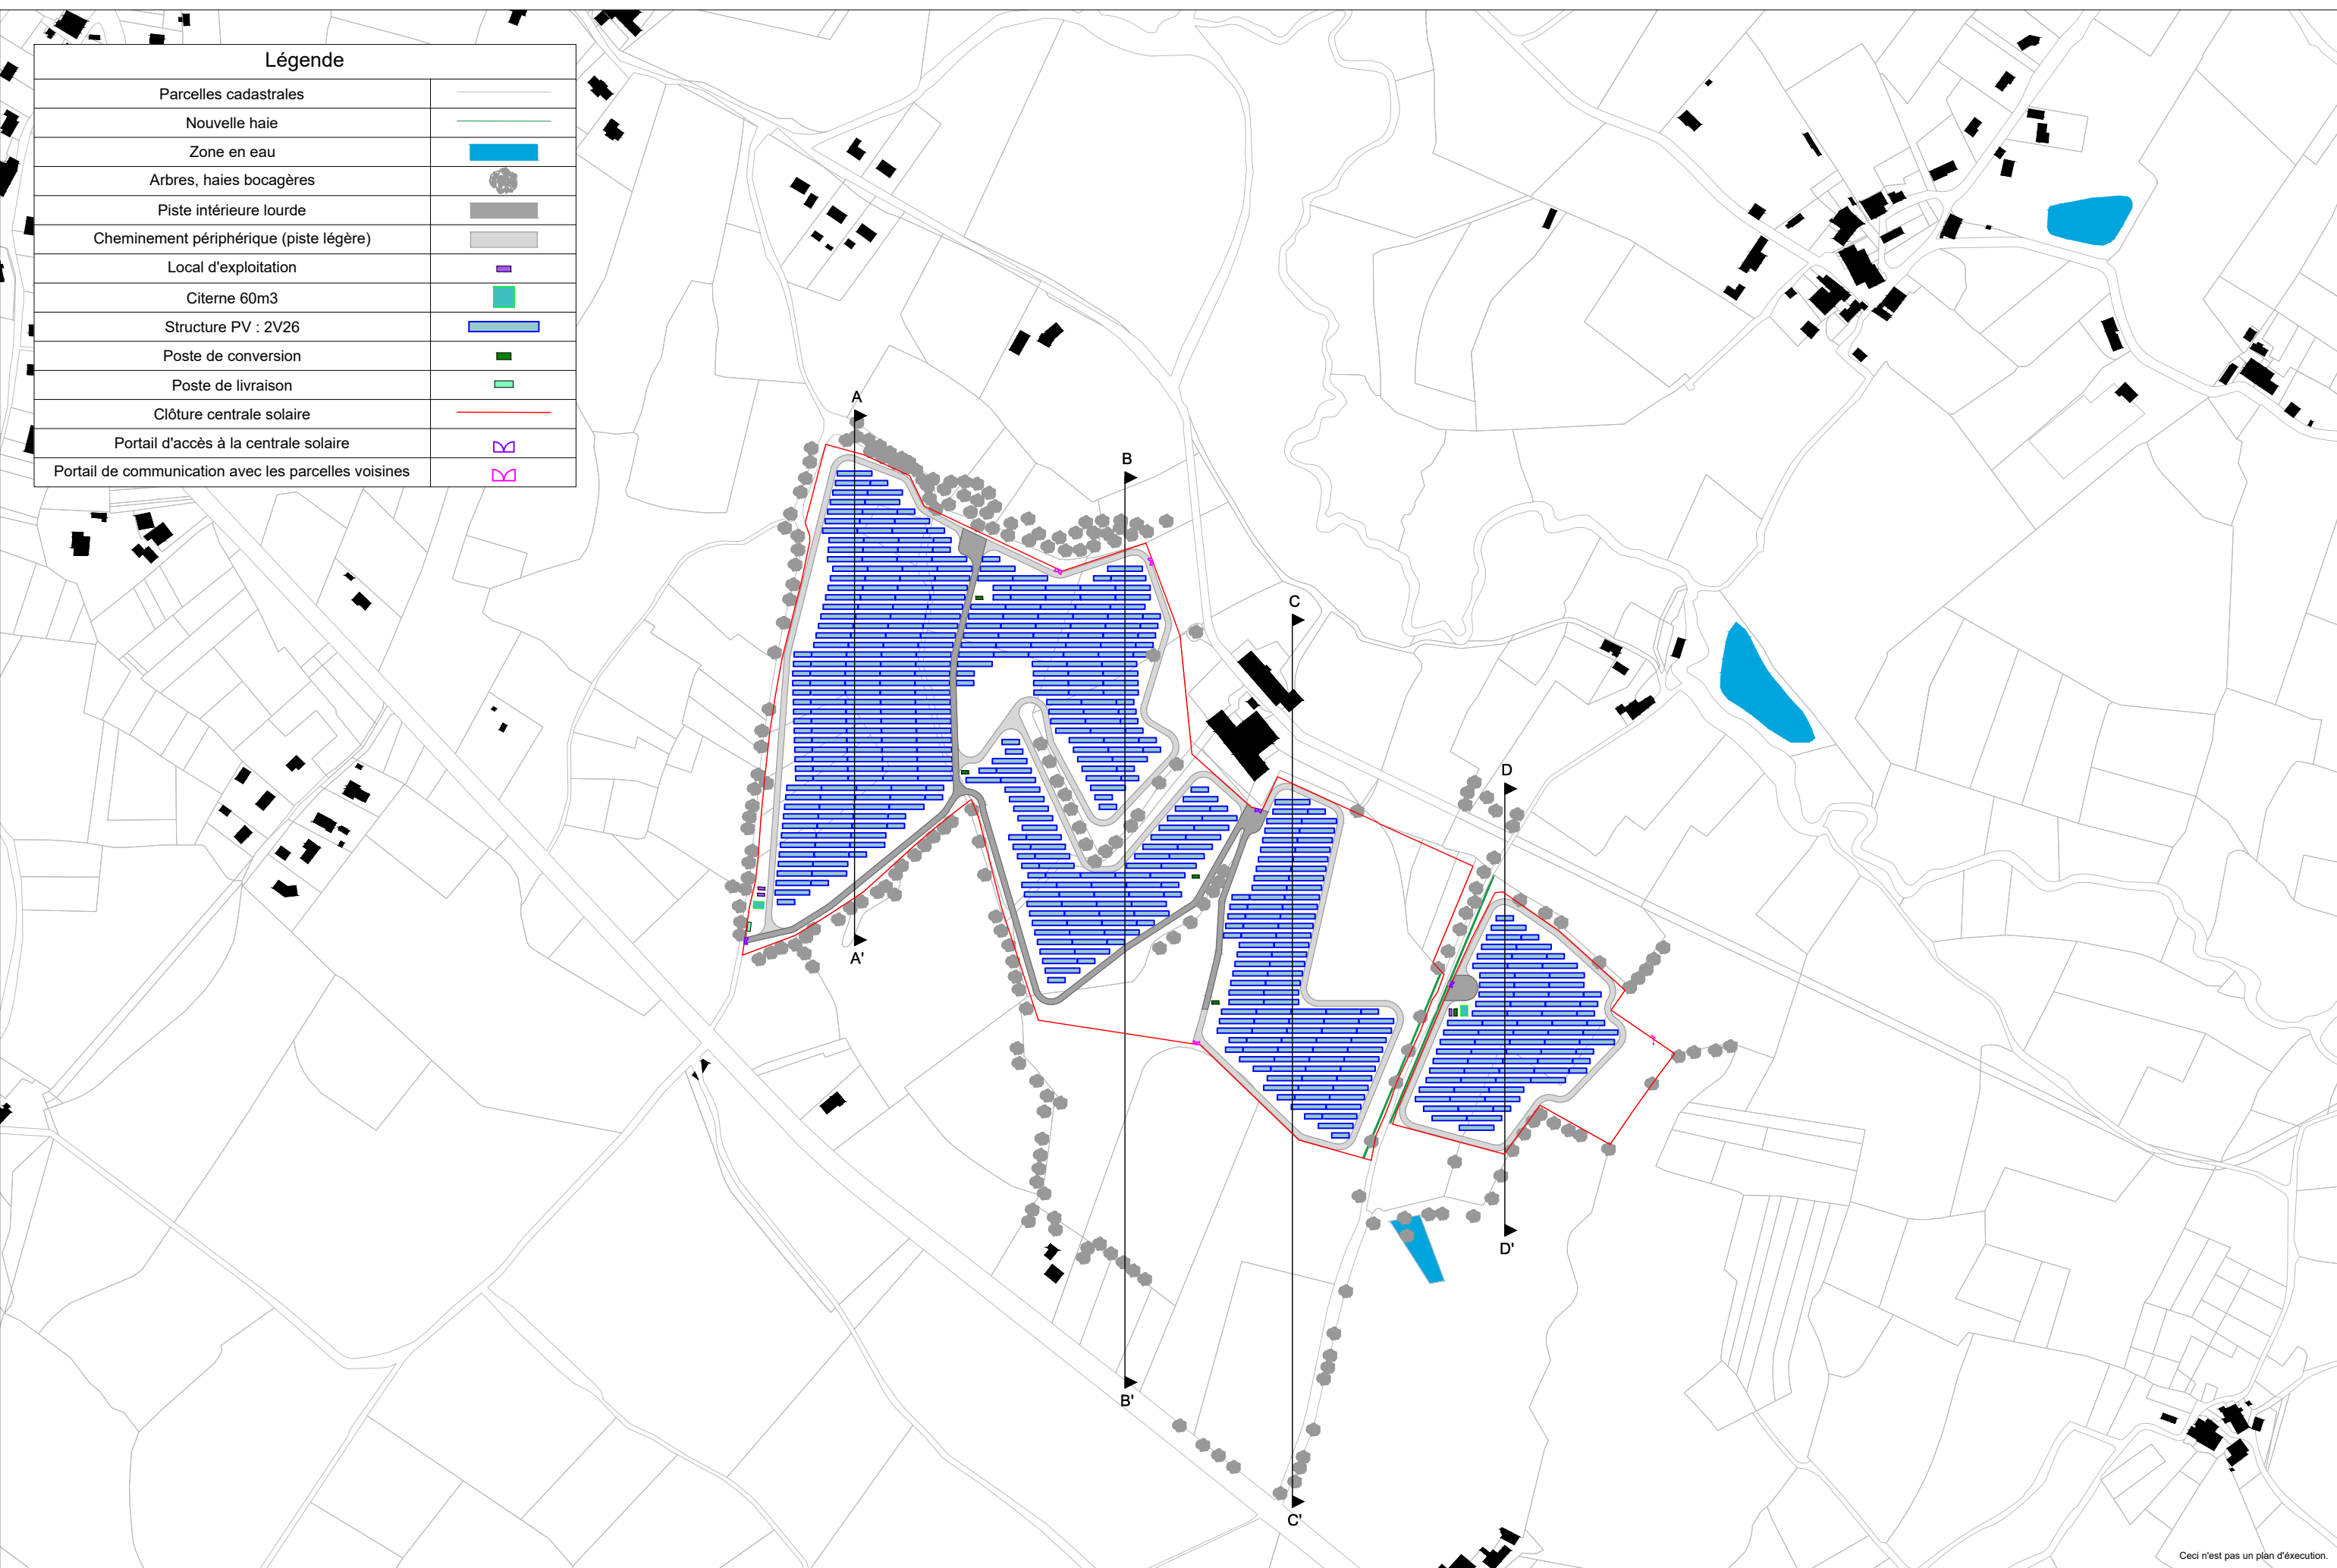 Légende
Parcelles cadastrales
Nouvelle haie
Zone en eau
Arbres, haies bocagères
Piste intérieure lourde
Cheminement périphérique (piste légère)
Local d'exploitation
Citerne 60m3
Structure PV : 2V26
Poste de conversion
Poste de livraison
Clôture centrale solaire
Portail d'accès à la centrale solaire
Portail de communication avec les parcelles voisines
A
B
C
D
A'
D'
B'
C'
Ceci n'est pas un plan d'éxecution.